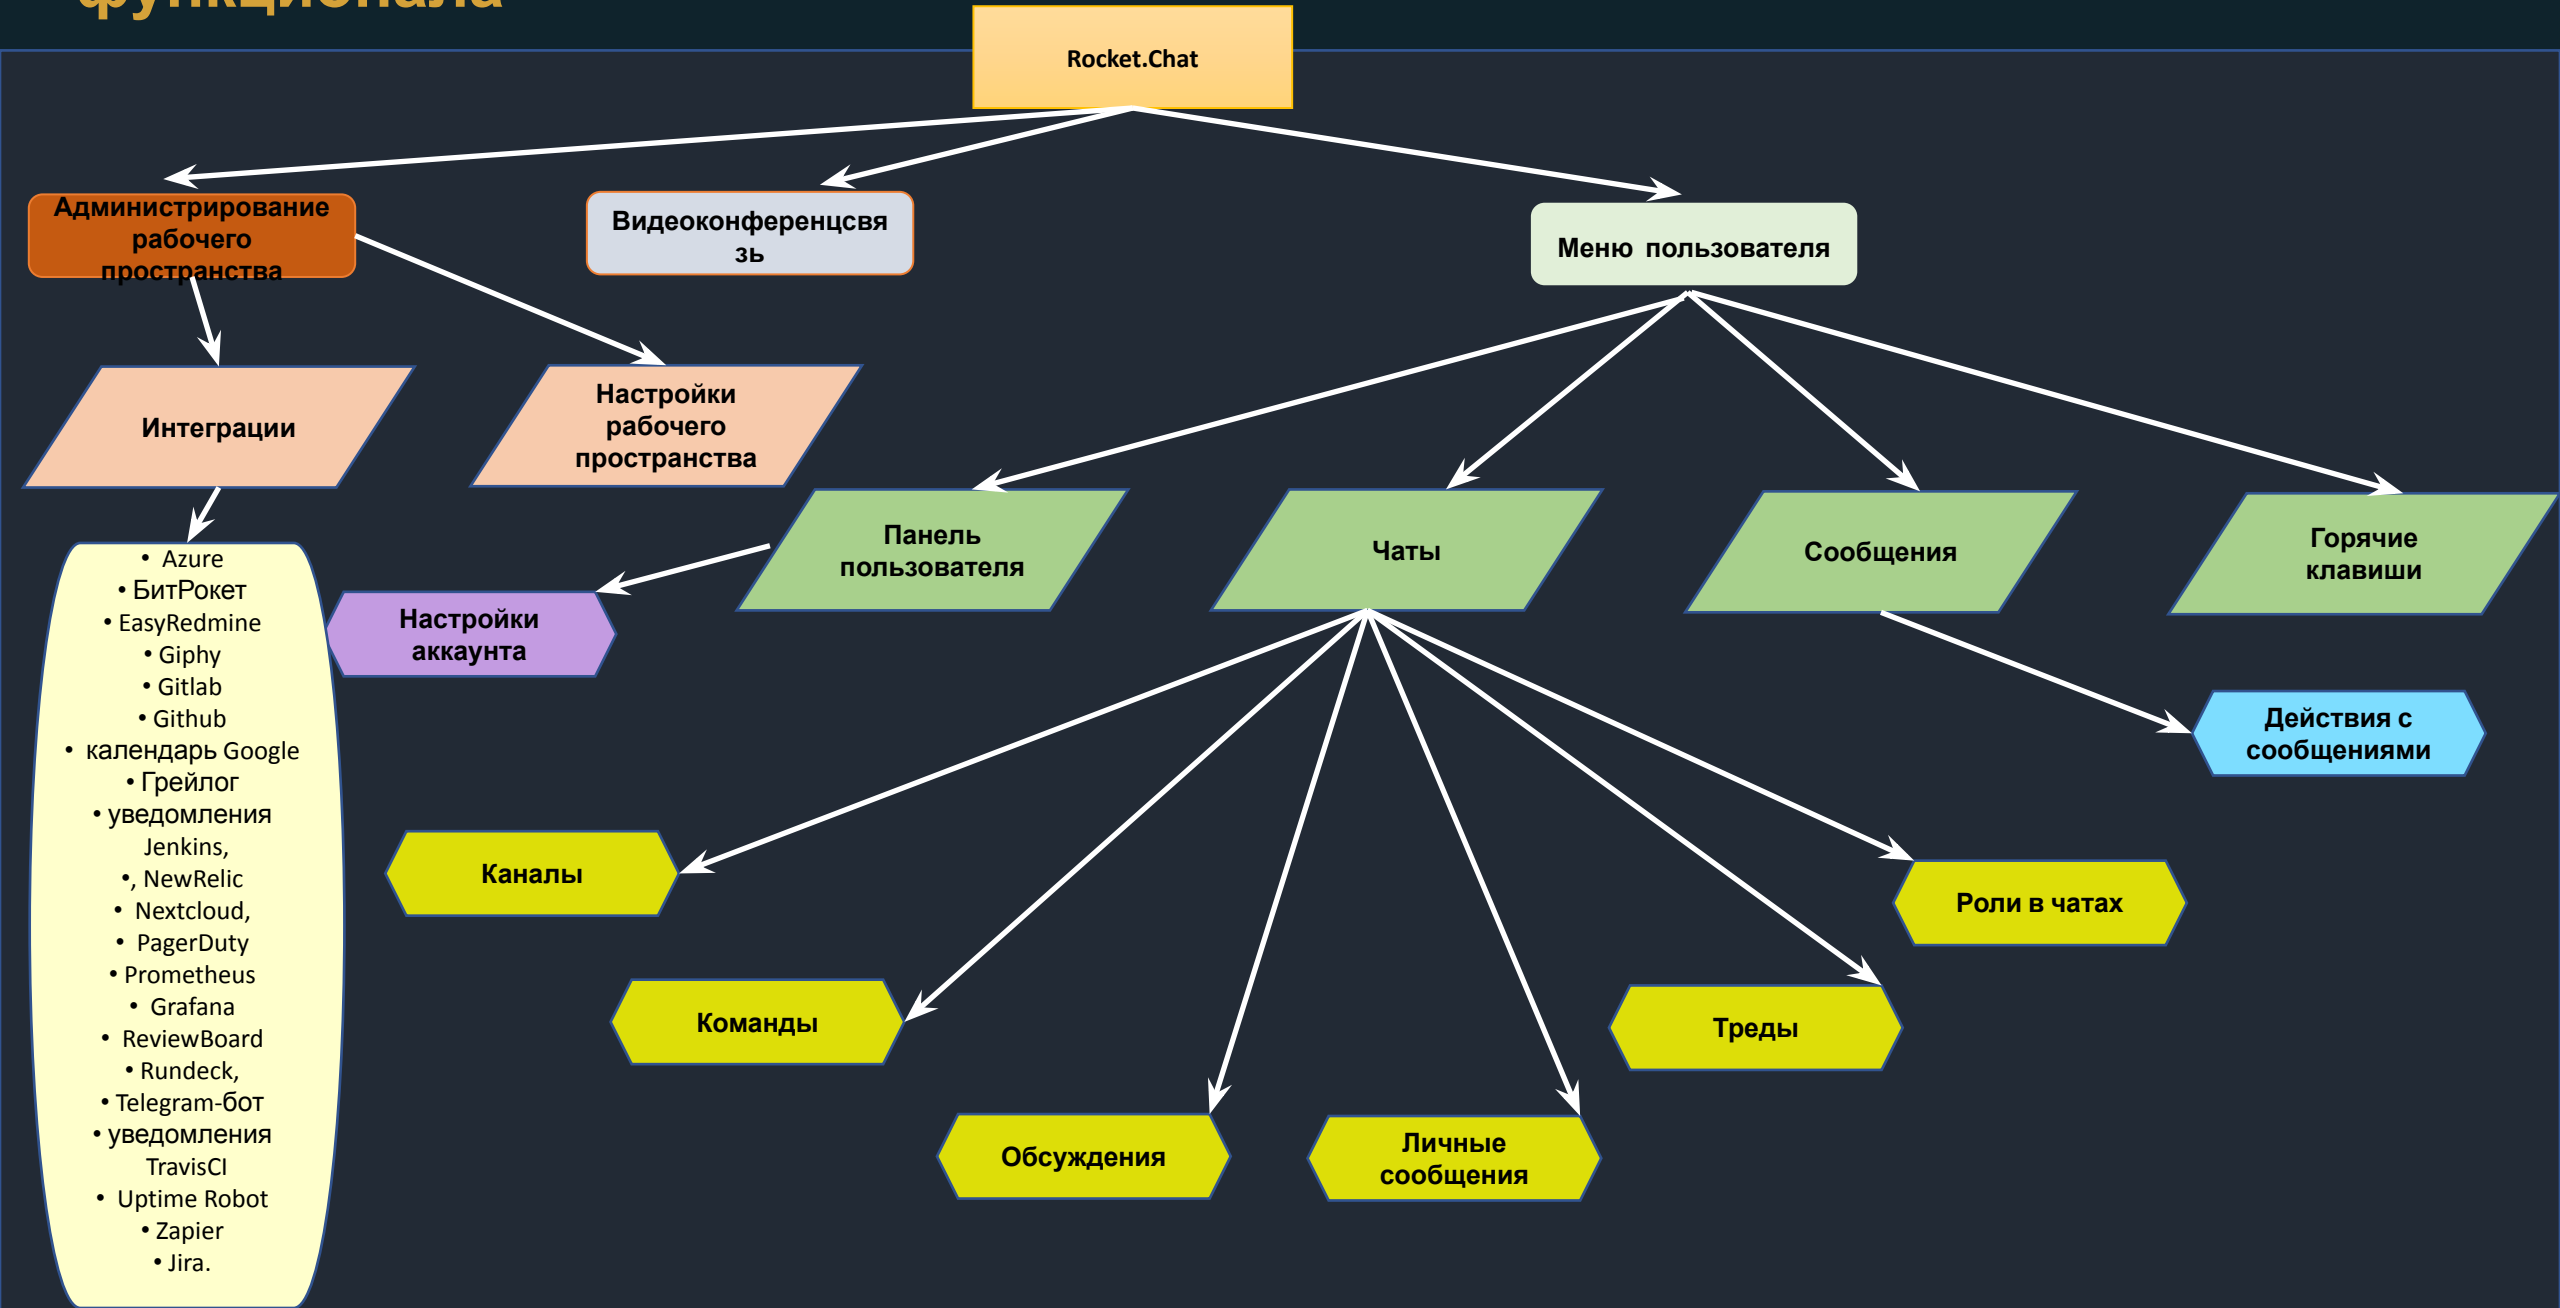 функционала
Rocket.Chat
Администрирование
рабочего
пространства
Видеоконференцсвя
зь
Меню пользователя
Интеграции
Настройки
рабочего
пространства
Панель
пользователя
Чаты
Сообщения
Горячие
клавиши
• Azure
• БитРокет
• EasyRedmine
• Giphy
• Gitlab
• Github
• календарь Google
• Грейлог
• уведомления
Jenkins,
•, NewRelic
• Nextcloud,
• PagerDuty
• Prometheus
• Grafana
• ReviewBoard
• Rundeck,
• Telegram-бот
• уведомления
TravisCI
• Uptime Robot
• Zapier
• Jira.
Настройки
аккаунта
Действия с
сообщениями
Каналы
Роли в чатах
Команды
Треды
Обсуждения
Личные
сообщения